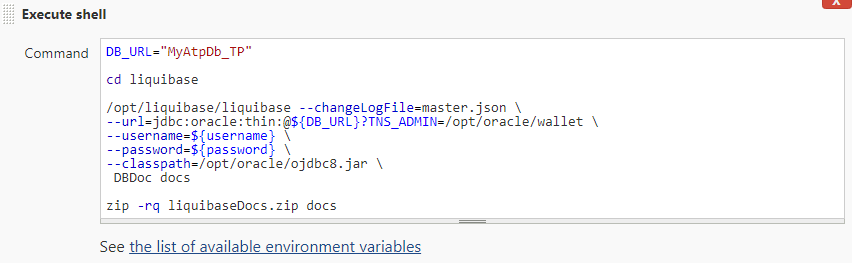 X
Execute shell
Command
DB_URL="MyAtpDb_TP"
cd liquibase
/opt/liquibase/liquibase --changeLogFile=master.json \
--url=jdbc:oracle:thin:@${DB_URL}?TNS_ADMIN=/opt/oracle/wallet \
--username=${username} \
--password=${password} \
--classpath=/opt/oracle/ojdbc8.jar \
DBDoc docs
zip -rq liquibaseDocs.zip docs
See the list of available environment variables